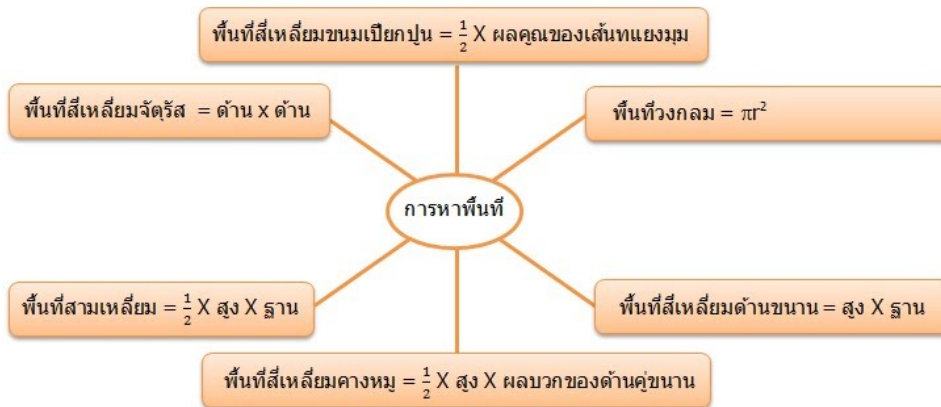 พื้นที่สี่เหลี่ยมขนมเปียกปูน = ½ X ผลคูณของเส้นทแยงมุม
พื้นที่สี่เหลี่ยมจัตุรัส = ด้าน x ด้าน
พื้นที่วงกลม = πr²
การหาพื้นที่
พื้นที่สามเหลี่ยม = ½ X สูง X ฐาน
พื้นที่สี่เหลี่ยมด้านขนาน = สูง X ฐาน
พื้นที่สี่เหลี่ยมคางหมู = ½ X สูง X ผลบวกของด้านคู่ขนาน